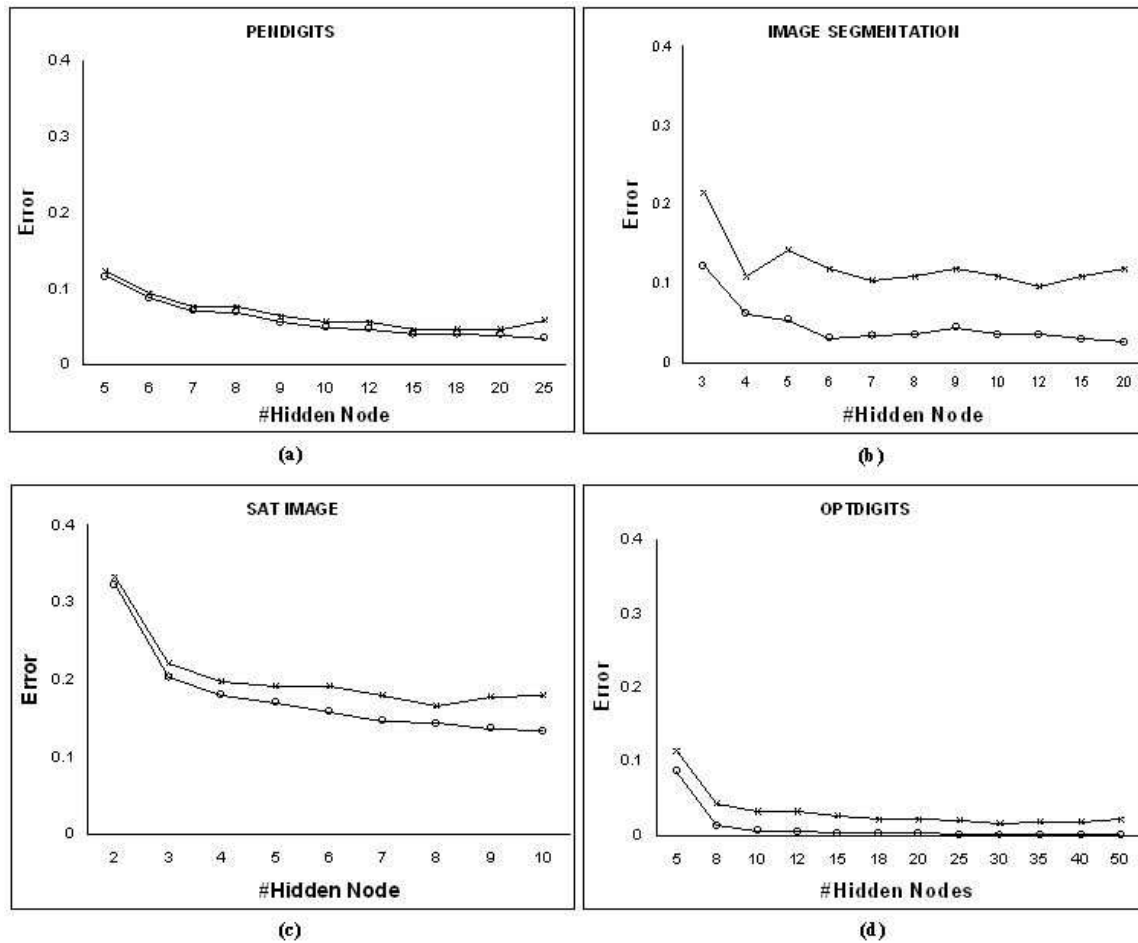 PENDIGITS
0.4
0.3
0.2
0.1
0
Error
5 6 7 8 9 10 12 15 18 20 25
#Hidden Node
(a)
IMAGE SEGMENTATION
0.4
0.3
0.2
0.1
0
Error
3 4 5 6 7 8 9 10 12 15 20
#Hidden Node
(b)
SAT IMAGE
0.4
0.3
0.2
0.1
0
Error
2 3 4 5 6 7 8 9 10
#Hidden Node
(c)
OPTDIGITS
0.4
0.3
0.2
0.1
0
Error
5 8 10 12 15 18 20 25 30 35 40 50
#Hidden Nodes
(d)